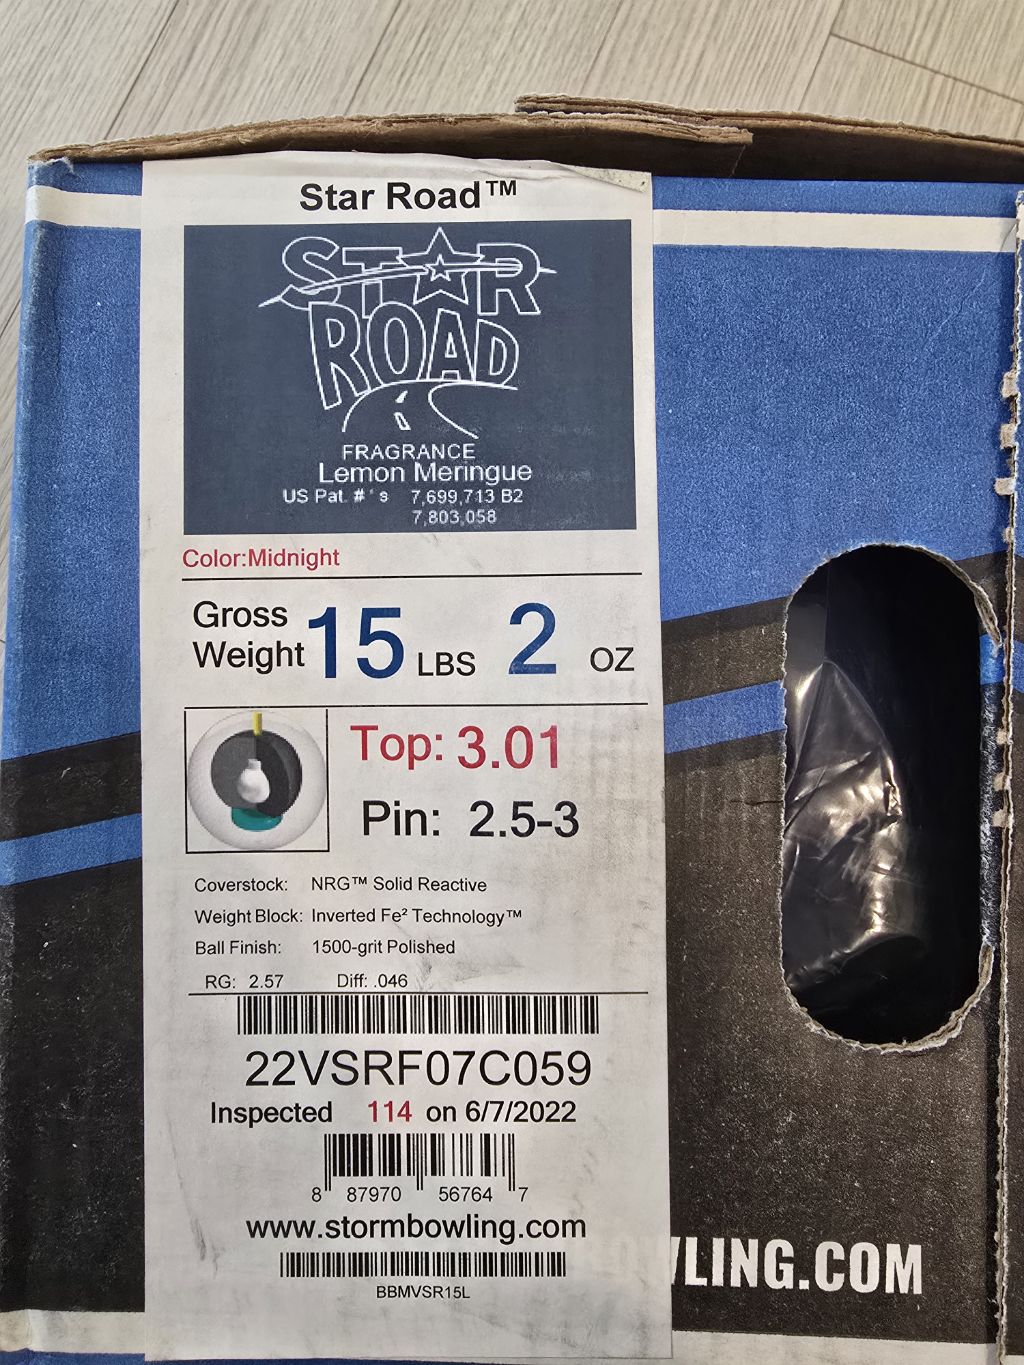 Star Road™
STAR
ROAD
FRAGRANCE
Lemon Meringue
US Pat. #'s 7,699,713 B2
7,803,058
Color:Midnight
Gross Weight 15 LBS 2 OZ
Top: 3.01
Pin: 2.5-3
Coverstock: NRG™ Solid Reactive
Weight Block: Inverted Fe² Technology™
Ball Finish: 1500-grit Polished
RG: 2.57 Diff: .046
22VSRF07C059
Inspected 114 on 6/7/2022
8 87970 56764 7
www.stormbowling.com
BBMVSR15L
WLING.COM